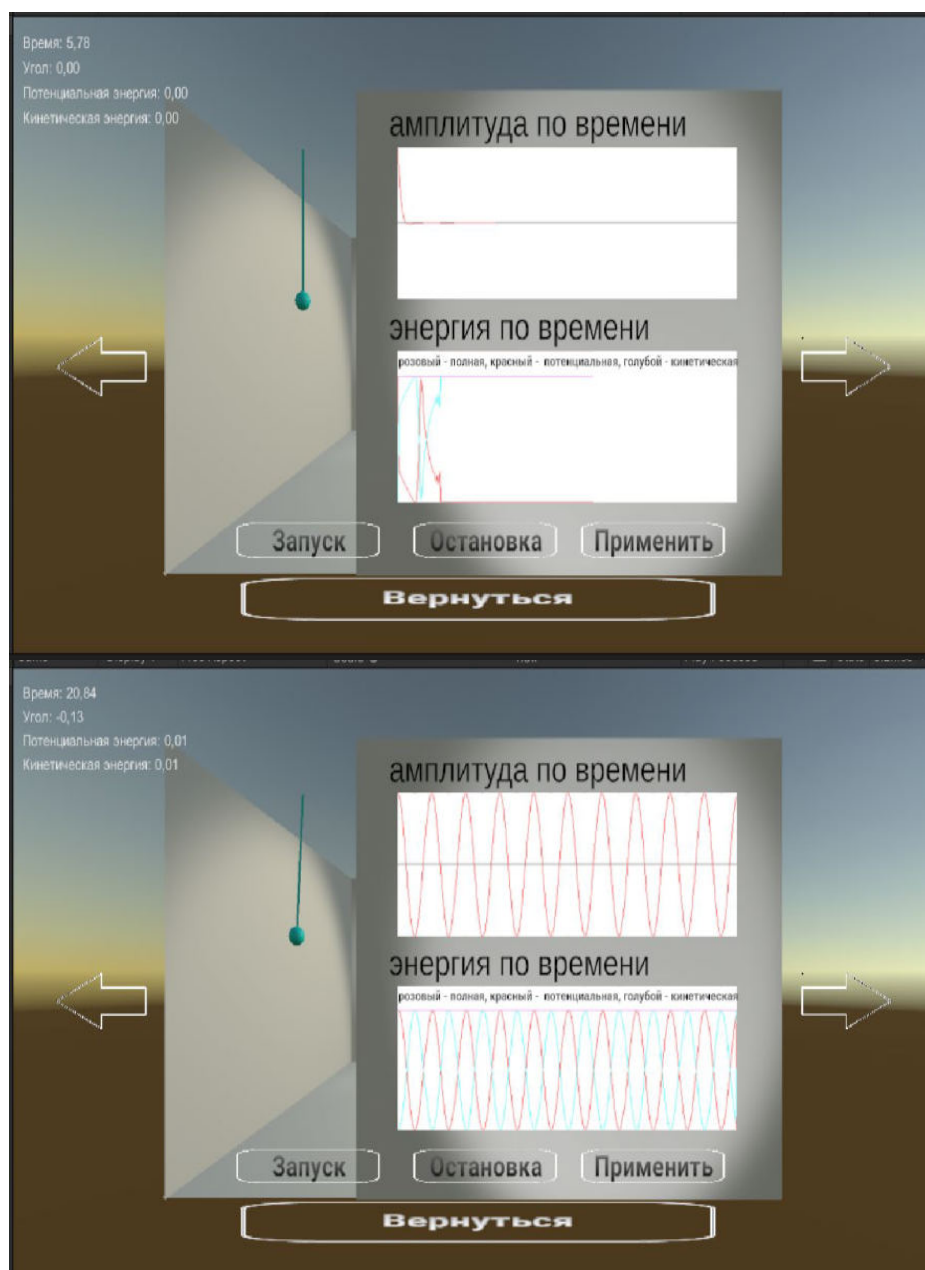 Время: 5,78
Угол: 0,00
Потенциальная энергия: 0,00
Кинетическая энергия: 0,00
амплитуда по времени
энергия по времени
розовый - полная, красный - потенциальная, голубой - кинетическая
Запуск
Остановка
Применить
Вернуться
Время: 20,84
Угол: -0,13
Потенциальная энергия: 0,01
Кинетическая энергия: 0,01
амплитуда по времени
энергия по времени
розовый - полная, красный - потенциальная, голубой - кинетическая
Запуск
Остановка
Применить
Вернуться